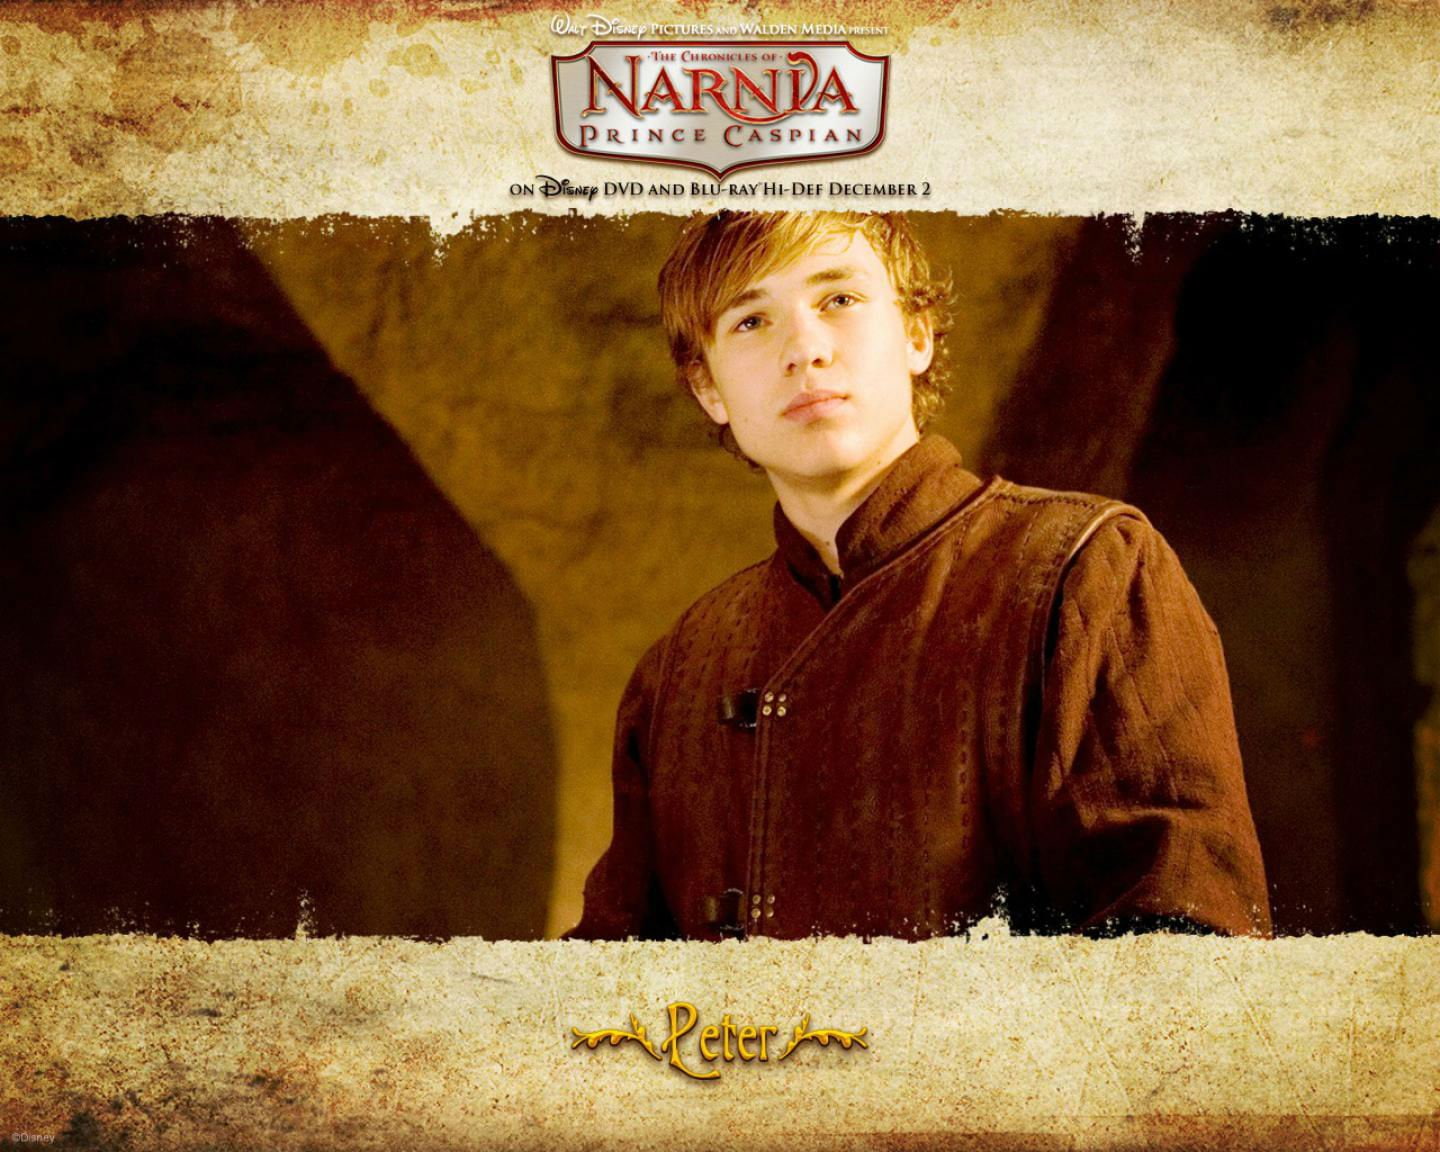 Walt Disney Pictures and Walden Media present
The Chronicles of
Narnia
Prince Caspian
on Disney DVD and Blu-ray Hi-Def December 2
Peter
©Disney